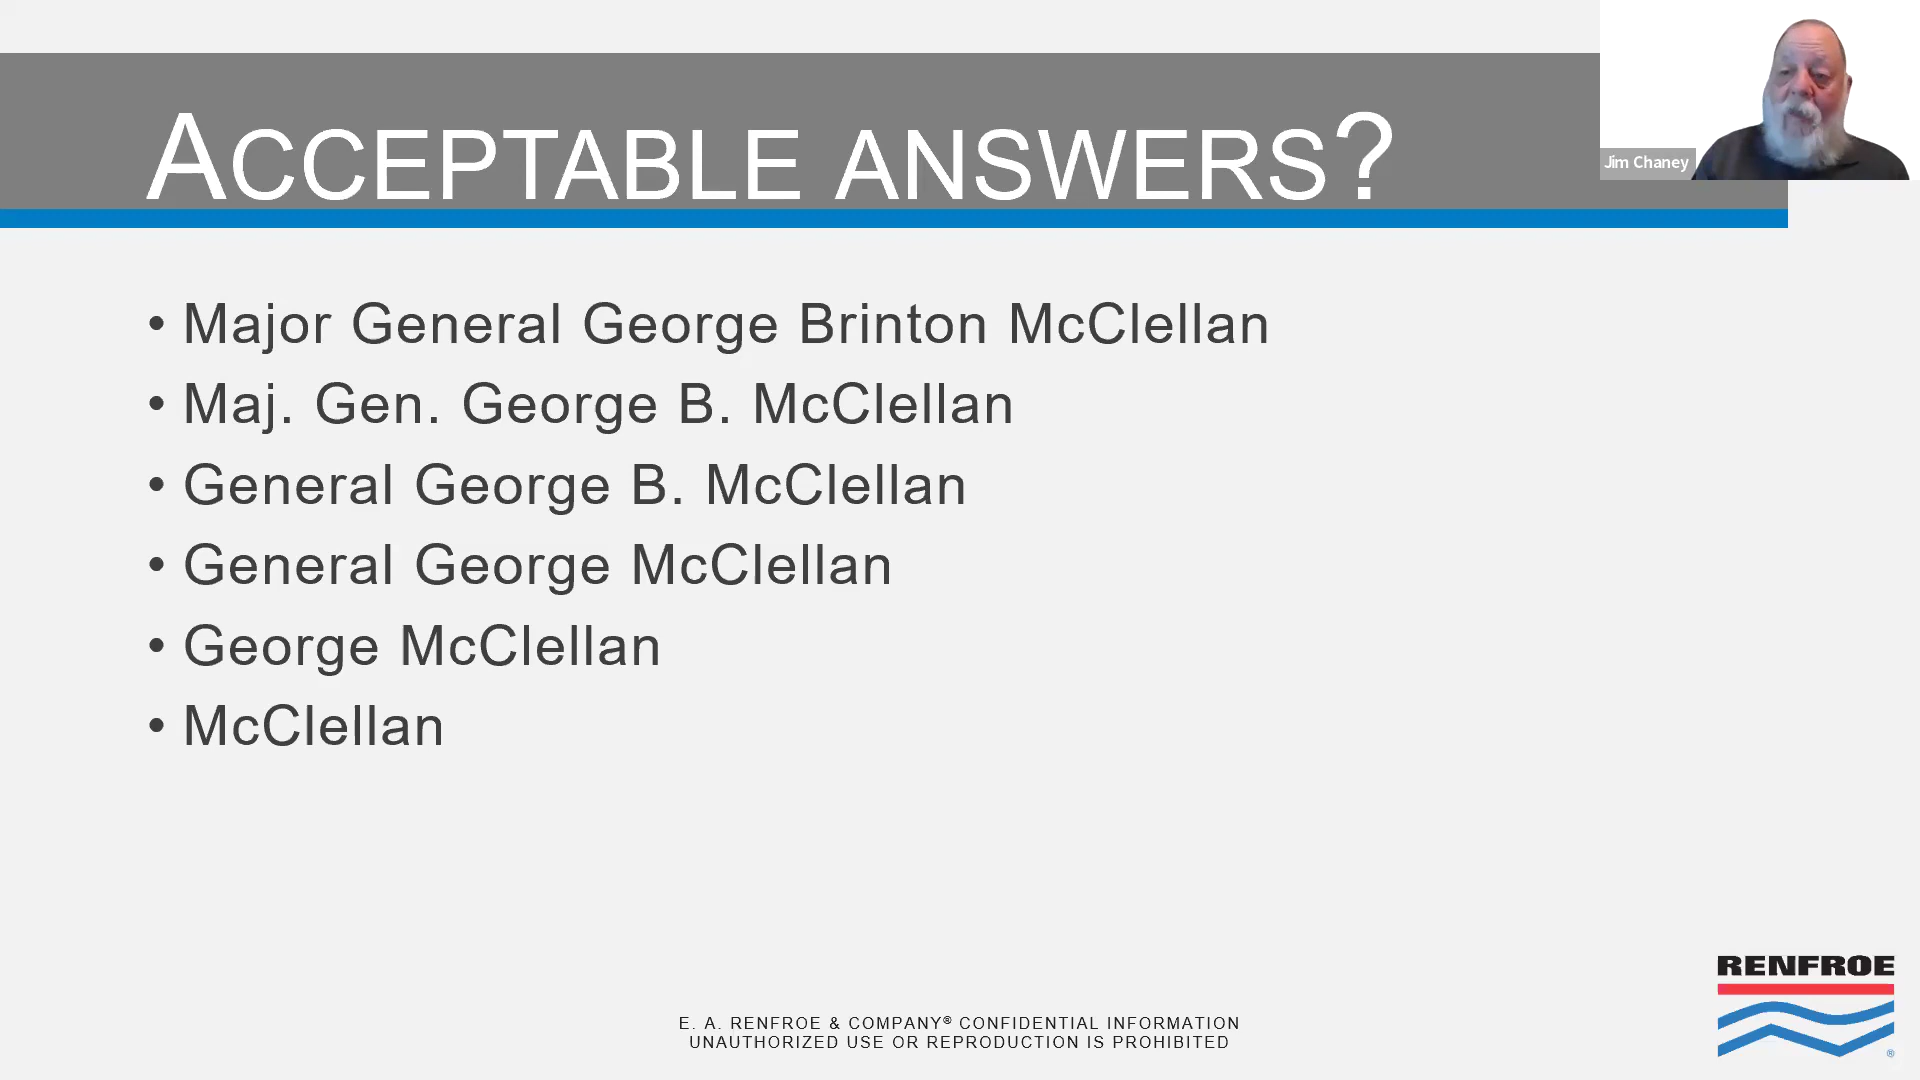 ACCEPTABLE ANSWERS?
Jim Chaney
• Major General George Brinton McClellan
• Maj. Gen. George B. McClellan
• General George B. McClellan
• General George McClellan
• George McClellan
• McClellan
RENFROE
®
E. A. RENFROE & COMPANY® CONFIDENTIAL INFORMATION
UNAUTHORIZED USE OR REPRODUCTION IS PROHIBITED